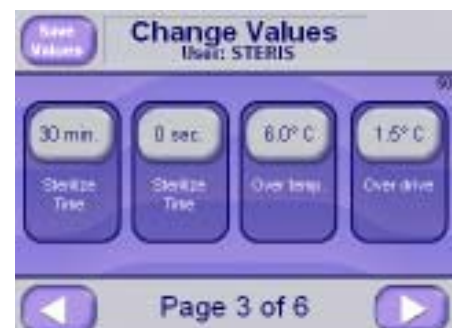 Save
Values
Change Values
User: STERIS
30 min.
0 sec.
6.0° C
1.5° C
Sterilize
Time
Sterilize
Time
Over temp.
Over drive
Page 3 of 6